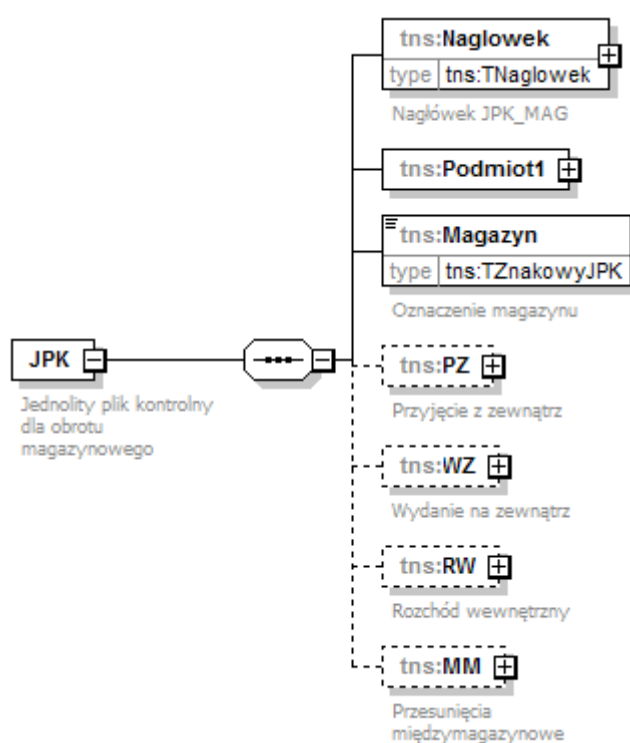 tns:Naglowek
type tns:TNaglowek
Nagłówek JPK_MAG
tns:Podmiot1
tns:Magazyn
type tns:TZnakowyJPK
Oznaczenie magazynu
JPK
Jednolity plik kontrolny
dla obrotu
magazynowego
tns:PZ
Przyjęcie z zewnątrz
tns:WZ
Wydanie na zewnątrz
tns:RW
Rozchód wewnętrzny
tns:MM
Przesunięcia
międzymagazynowe